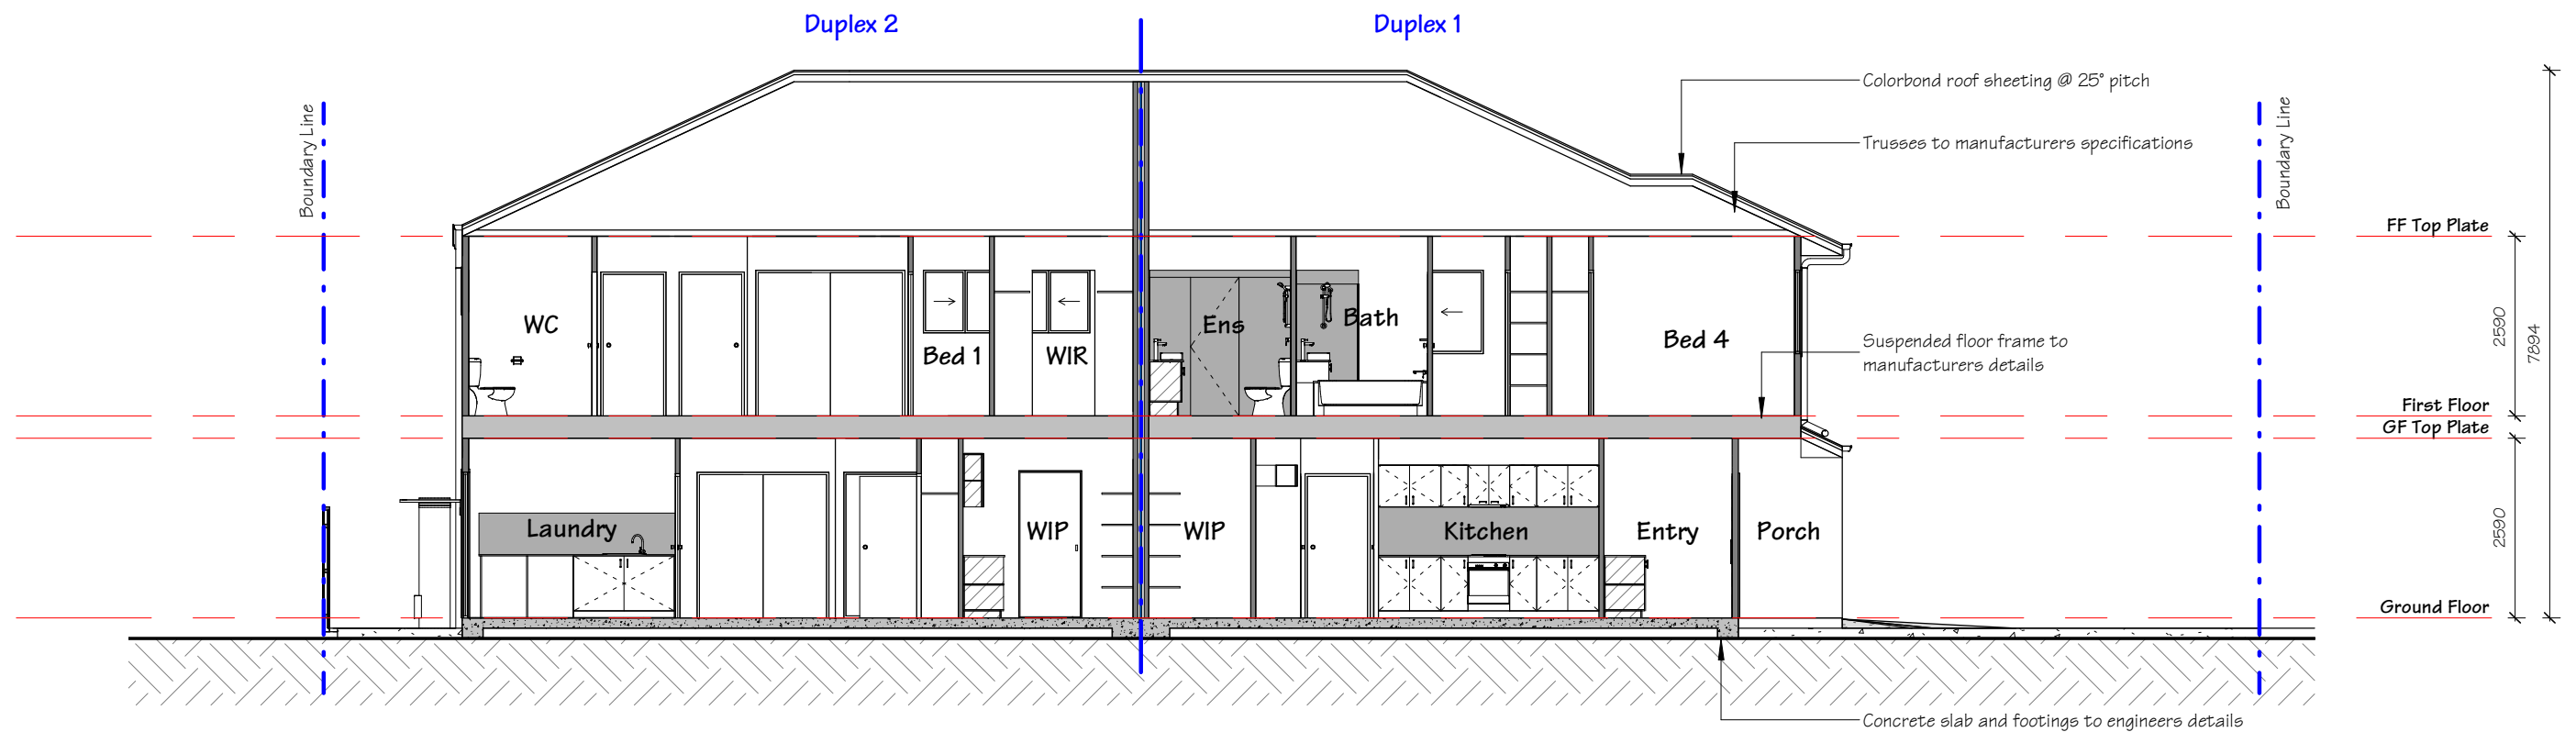 Duplex 2
Duplex 1
Boundary Line
Colorbond roof sheeting @ 25° pitch
Trusses to manufacturers specifications
Boundary Line
FF Top Plate
WC
Bed 1
WIR
Ens
Bath
Bed 4
Suspended floor frame to
manufacturers details
2590
7894
First Floor
GF Top Plate
Laundry
WIP
WIP
Kitchen
Entry
Porch
2590
Ground Floor
Concrete slab and footings to engineers details